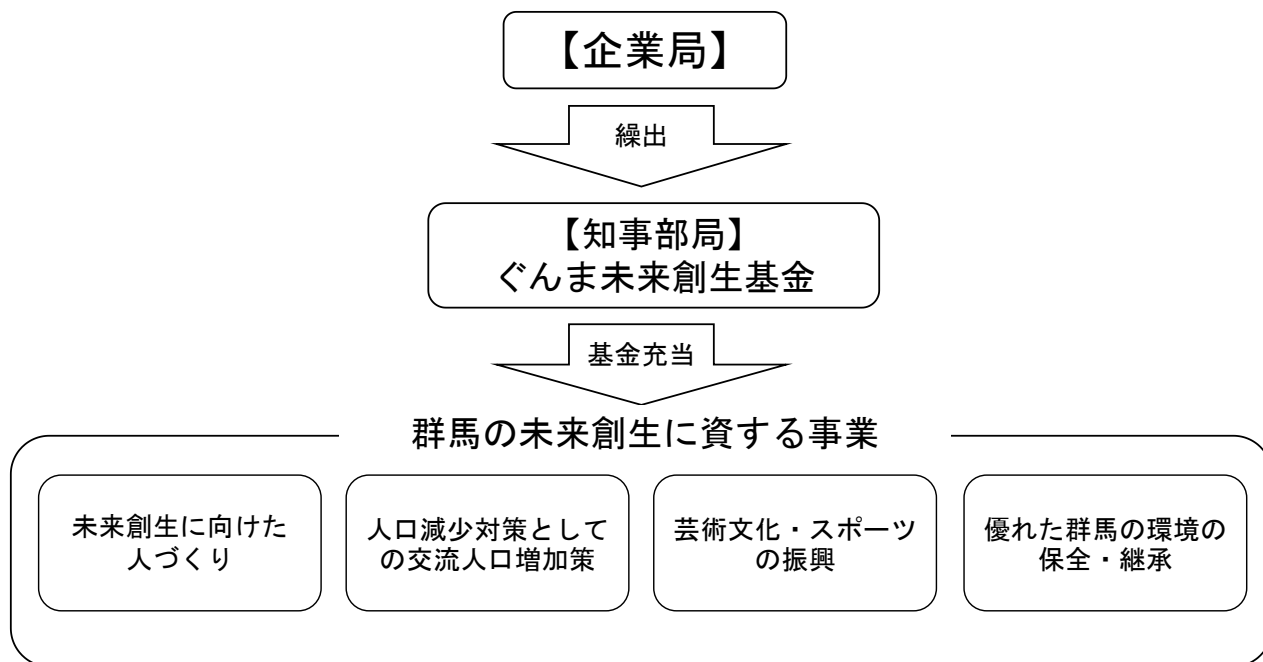 【企業局】
繰出
【知事部局】
ぐんま未来創生基金
基金充当
群馬の未来創生に資する事業
未来創生に向けた
人づくり
人口減少対策として
の交流人口増加策
芸術文化・スポーツ
の振興
優れた群馬の環境の
保全・継承